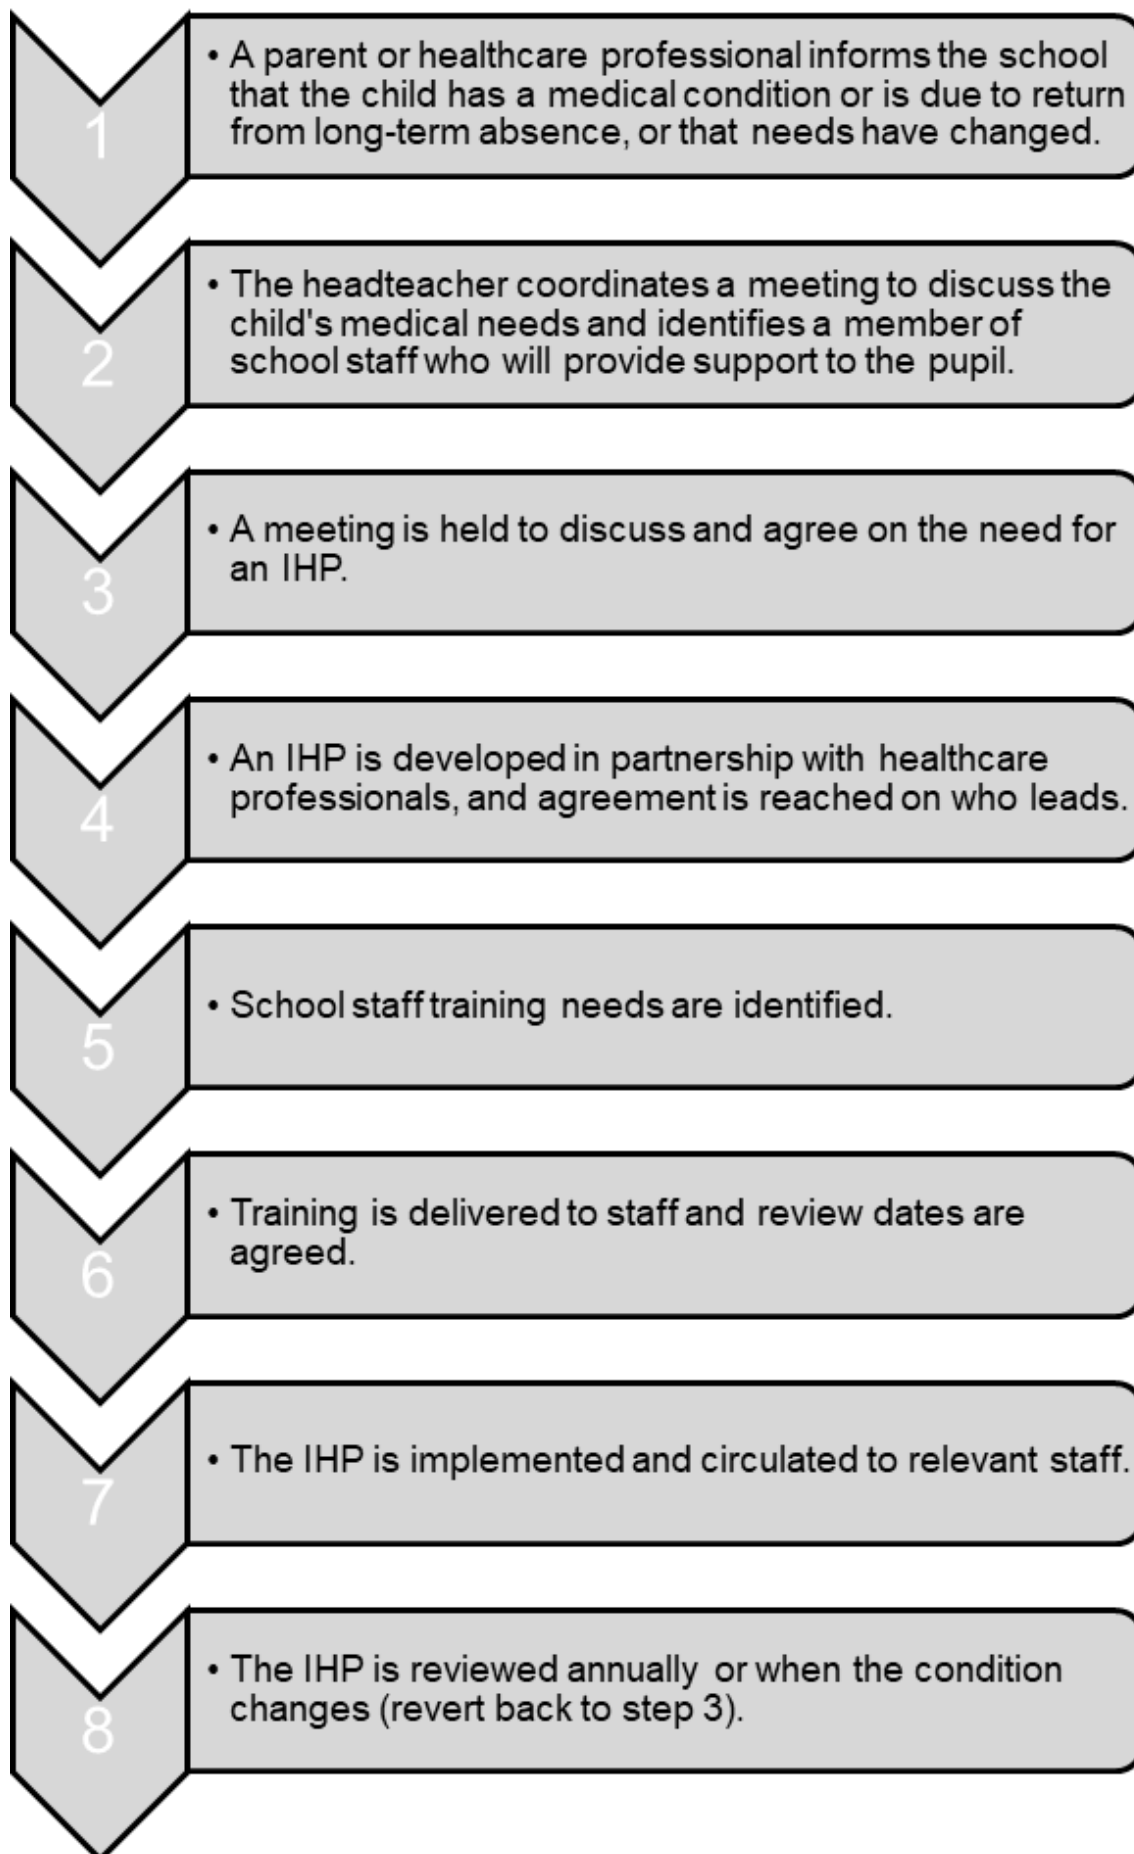 1
• A parent or healthcare professional informs the school
that the child has a medical condition or is due to return
from long-term absence, or that needs have changed.
2
• The headteacher coordinates a meeting to discuss the
child's medical needs and identifies a member of
school staff who will provide support to the pupil.
3
• A meeting is held to discuss and agree on the need for
an IHP.
4
• An IHP is developed in partnership with healthcare
professionals, and agreement is reached on who leads.
5
• School staff training needs are identified.
6
• Training is delivered to staff and review dates are
agreed.
7
• The IHP is implemented and circulated to relevant staff.
8
• The IHP is reviewed annually or when the condition
changes (revert back to step 3).